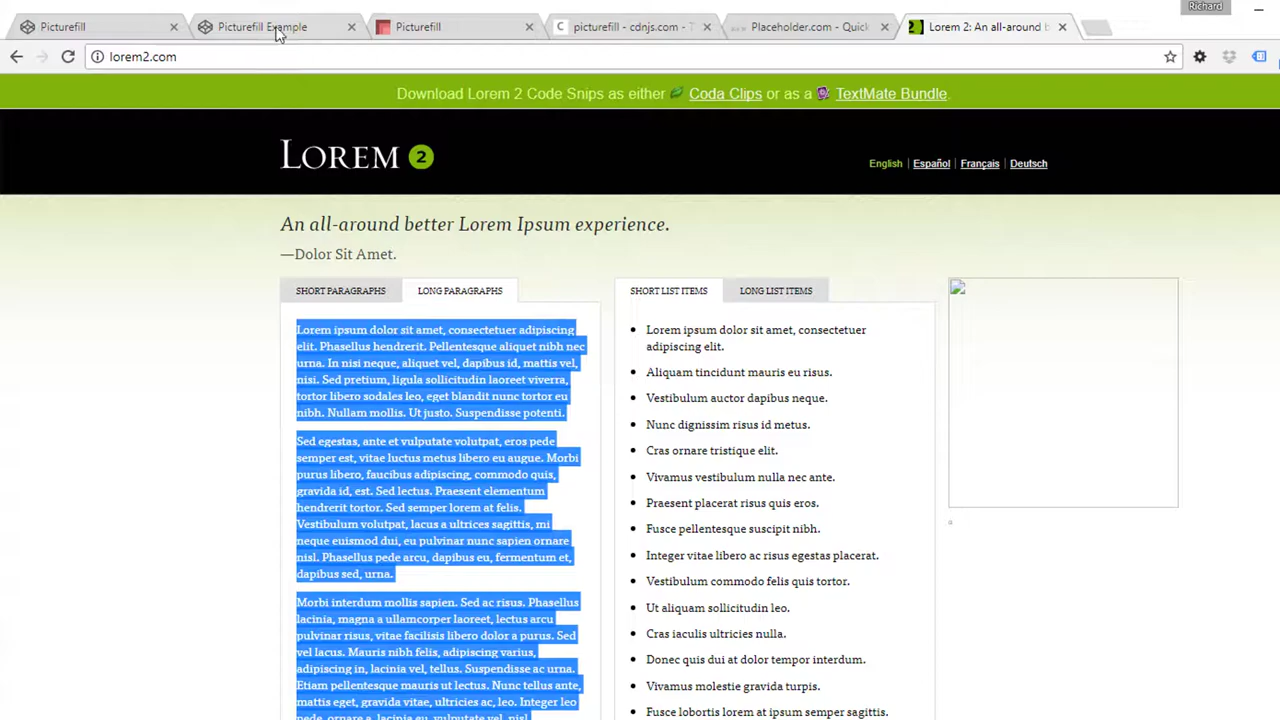 Richard
Picturefill
Picturefill Example
Picturefill
picturefill - cdnjs.com - T
Placeholder.com - Quick
Lorem 2: An all-around b
lorem2.com
Download Lorem 2 Code Snips as either Coda Clips or as a TextMate Bundle.
LOREM 2
English | Español | Français | Deutsch
An all-around better Lorem Ipsum experience.
—Dolor Sit Amet.
SHORT PARAGRAPHS
LONG PARAGRAPHS
Lorem ipsum dolor sit amet, consectetuer adipiscing
elit. Phasellus hendrerit. Pellentesque aliquet nibh nec
urna. In nisi neque, aliquet vel, dapibus id, mattis vel,
nisi. Sed pretium, ligula sollicitudin laoreet viverra,
tortor libero sodales leo, eget blandit nunc tortor eu
nibh. Nullam mollis. Ut justo. Suspendisse potenti.
Sed egestas, ante et vulputate volutpat, eros pede
semper est, vitae luctus metus libero eu augue. Morbi
purus libero, faucibus adipiscing, commodo quis,
gravida id, est. Sed lectus. Praesent elementum
hendrerit tortor. Sed semper lorem at felis.
Vestibulum volutpat, lacus a ultrices sagittis, mi
neque euismod dui, eu pulvinar nunc sapien ornare
nisl. Phasellus pede arcu, dapibus eu, fermentum et,
dapibus sed, urna.
Morbi interdum mollis sapien. Sed ac risus. Phasellus
lacinia, magna a ullamcorper laoreet, lectus arcu
pulvinar risus, vitae facilisis libero dolor a purus. Sed
vel lacus. Mauris nibh felis, adipiscing varius,
adipiscing in, lacinia vel, tellus. Suspendisse ac urna.
Etiam pellentesque mauris ut lectus. Nunc tellus ante,
mattis eget, gravida vitae, ultricies ac, leo. Integer leo
pede, ornare a, lacinia eu, vulputate vel, nisl.
SHORT LIST ITEMS
LONG LIST ITEMS
• Lorem ipsum dolor sit amet, consectetuer
adipiscing elit.
• Aliquam tincidunt mauris eu risus.
• Vestibulum auctor dapibus neque.
• Nunc dignissim risus id metus.
• Cras ornare tristique elit.
• Vivamus vestibulum nulla nec ante.
• Praesent placerat risus quis eros.
• Fusce pellentesque suscipit nibh.
• Integer vitae libero ac risus egestas placerat.
• Vestibulum commodo felis quis tortor.
• Ut aliquam sollicitudin leo.
• Cras iaculis ultricies nulla.
• Donec quis dui at dolor tempor interdum.
• Vivamus molestie gravida turpis.
• Fusce lobortis lorem at ipsum semper sagittis.